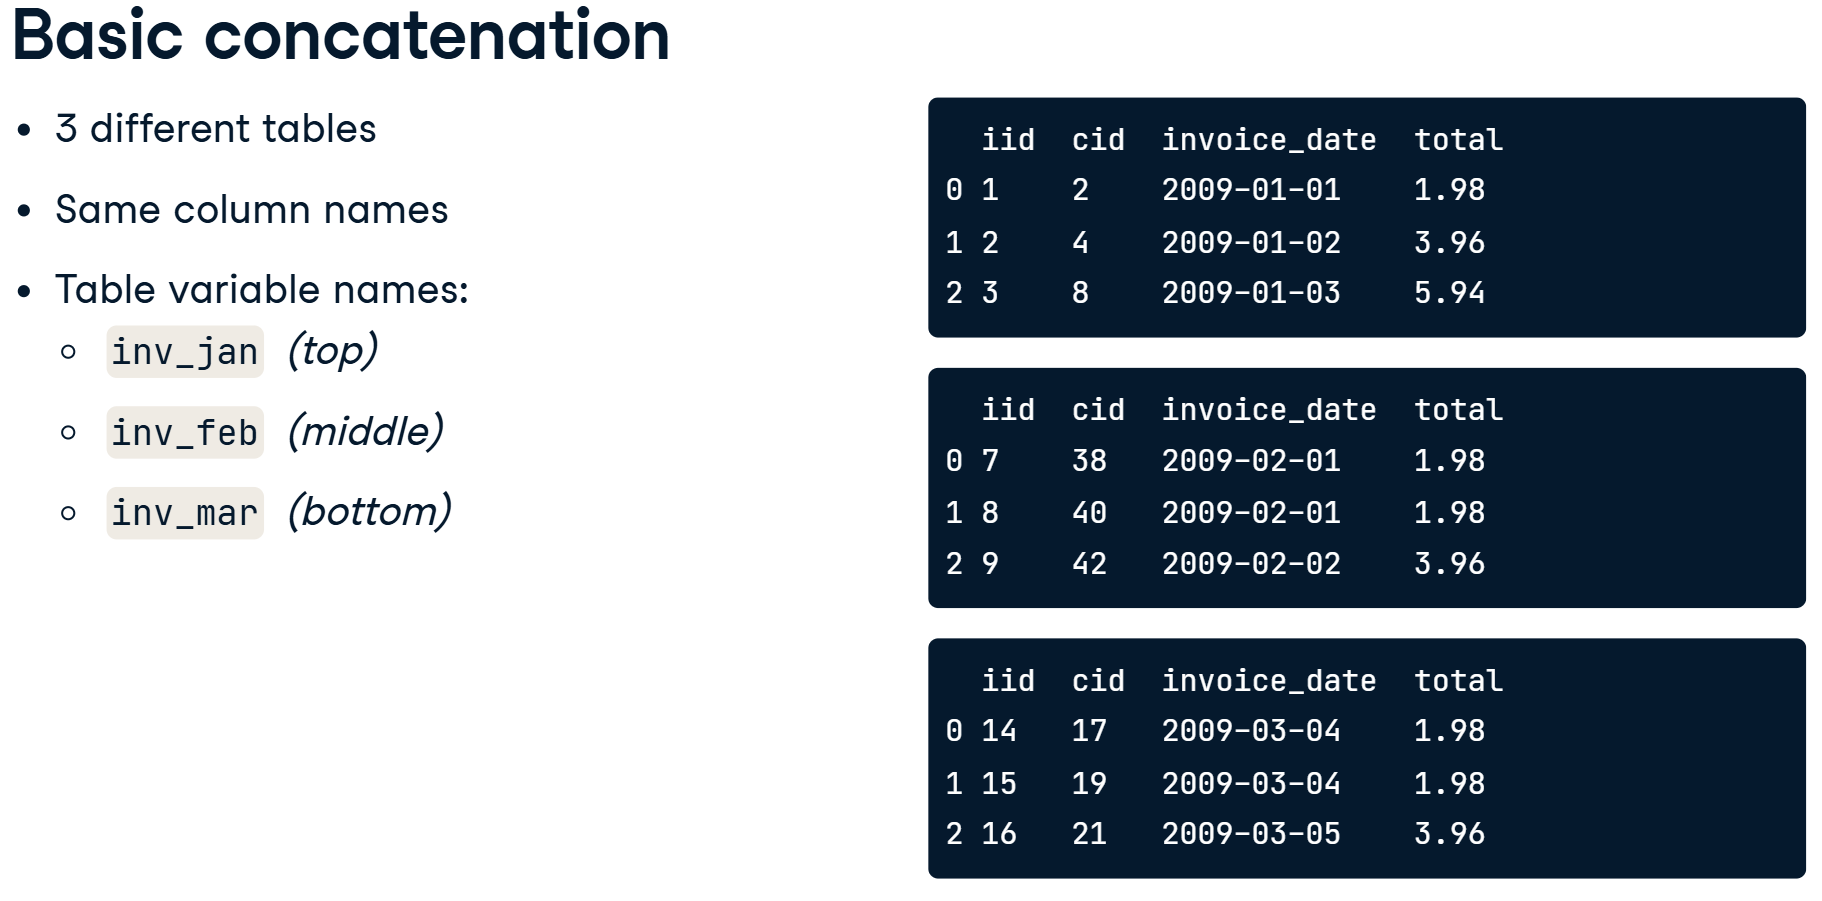 Basic concatenation
• 3 different tables
• Same column names
• Table variable names:
◦ inv_jan (top)
◦ inv_feb (middle)
◦ inv_mar (bottom)
iid cid invoice_date total
0 1 2 2009-01-01 1.98
1 2 4 2009-01-02 3.96
2 3 8 2009-01-03 5.94
iid cid invoice_date total
0 7 38 2009-02-01 1.98
1 8 40 2009-02-01 1.98
2 9 42 2009-02-02 3.96
iid cid invoice_date total
0 14 17 2009-03-04 1.98
1 15 19 2009-03-04 1.98
2 16 21 2009-03-05 3.96